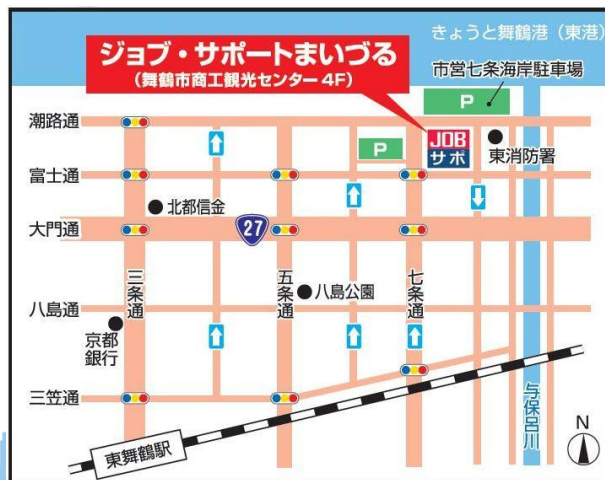 きょうと舞鶴港（東港）
ジョブ・サポートまいづる
（舞鶴市商工観光センター4F）
市営七条海岸駐車場
P
潮路通
P
JOB
サポ
東消防署
富士通
北都信金
大門通
27
三条通
五条通
七条通
八島公園
八島通
京都
銀行
三笠通
東舞鶴駅
与保呂川
N